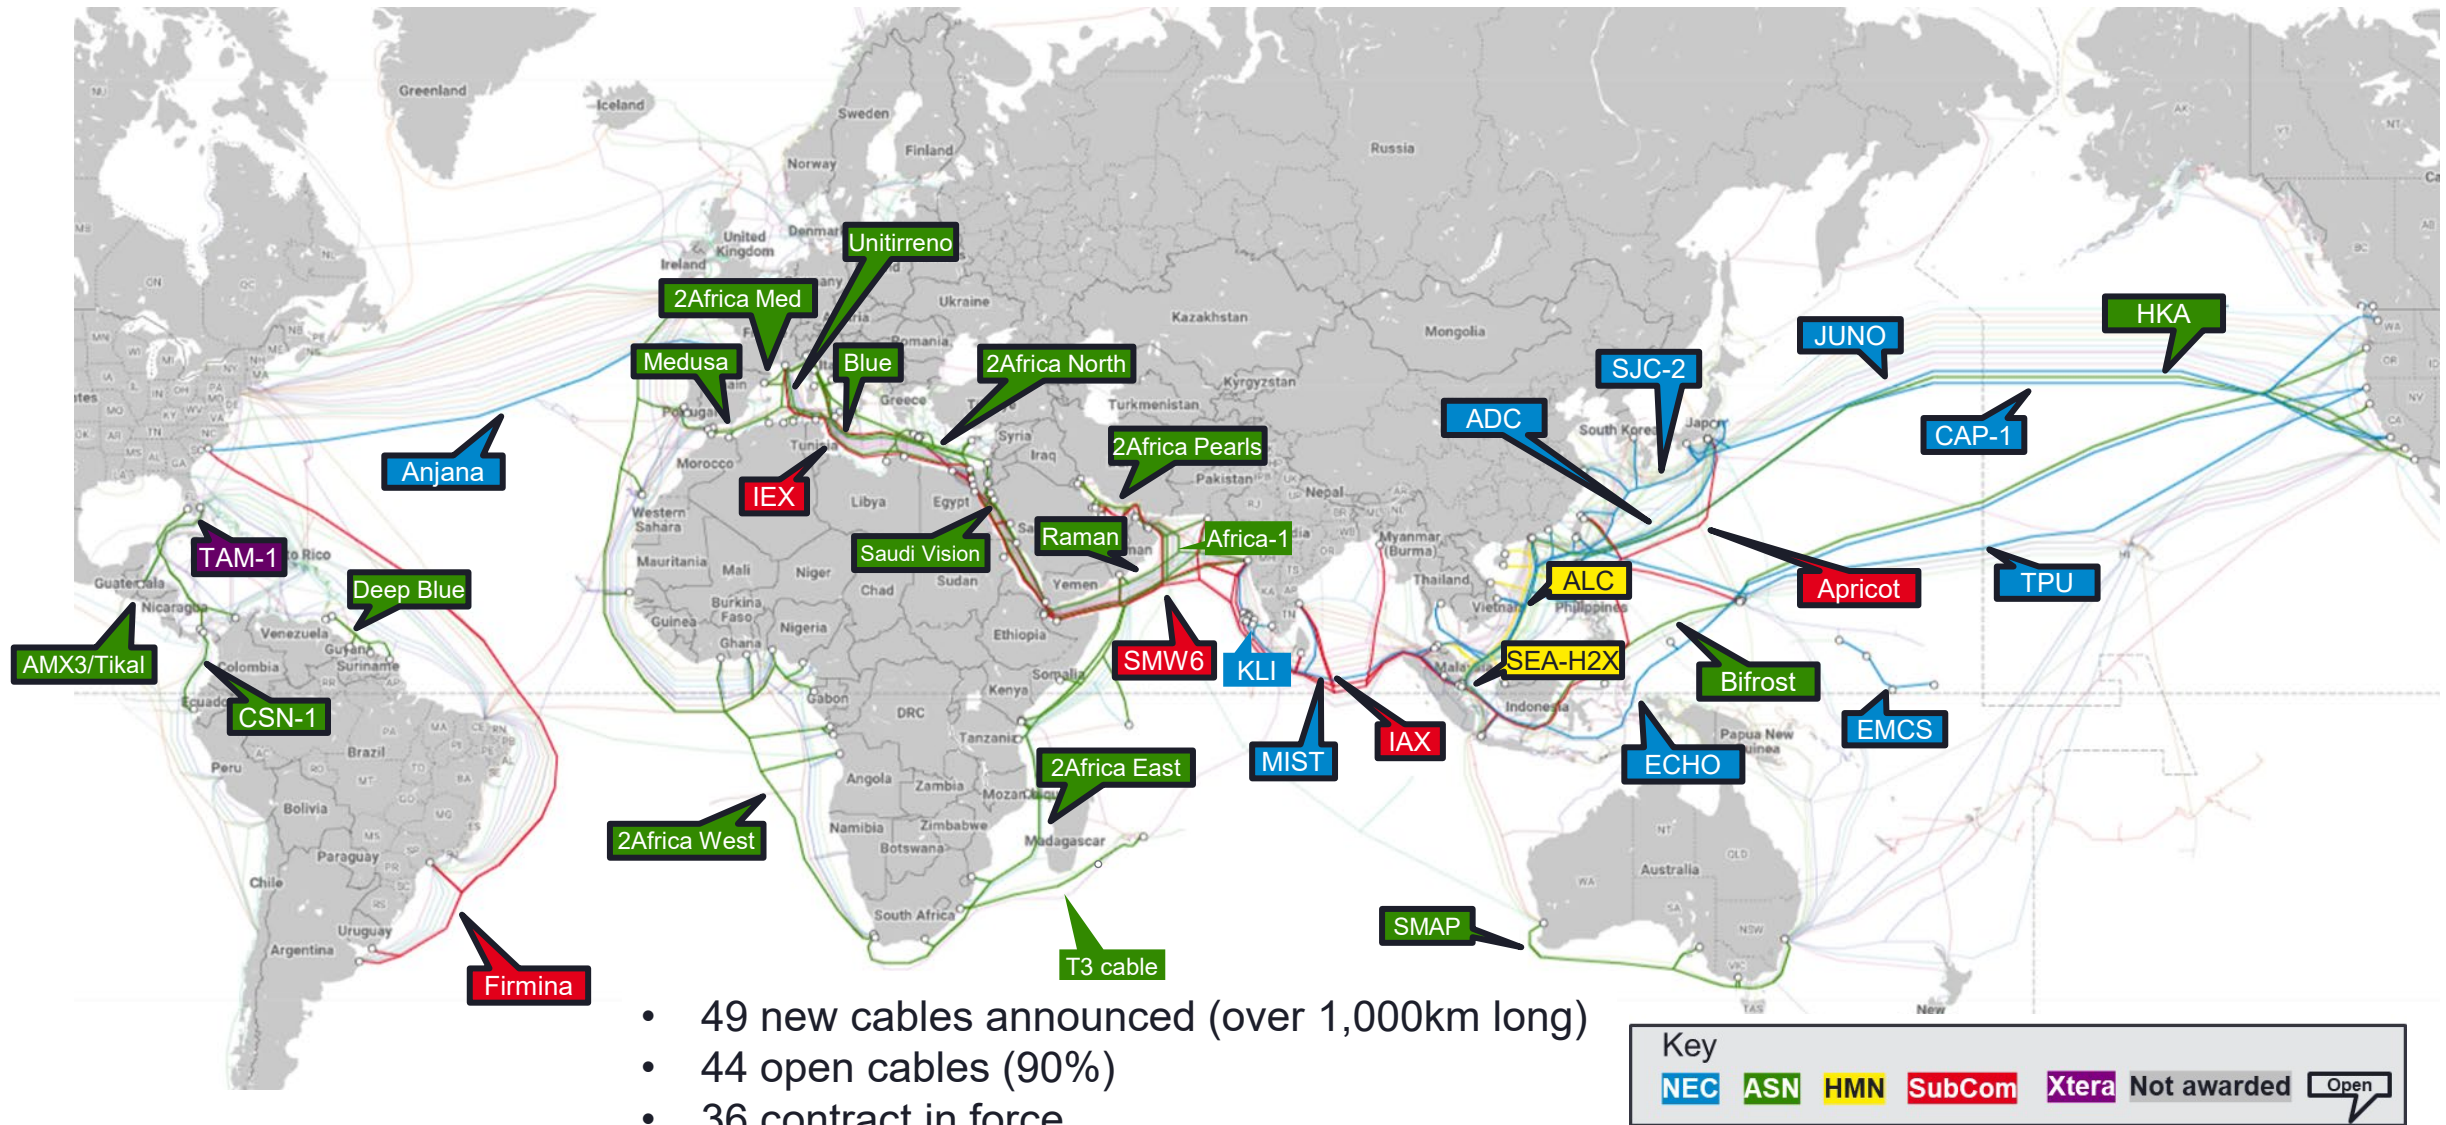 Greenland
Iceland
Sweden
Finland
Norway
Russia
United
Kingdom
Ireland
Unitirreno
2Africa Med
Ukraine
Kazakhstan
Mongolia
JUNO
HKA
Medusa
Blue
2Africa North
SJC-2
Romania
Greece
Kyrgyzstan
Turkmenistan
ADC
South Korea
CAP-1
Portugal
Tunisia
Syria
Iraq
2Africa Pearls
Anjana
IEX
Morocco
Pakistan
Nepal
Libya
Egypt
Western
Sahara
TAM-1
Saudi Vision
Raman
Africa-1
Myanmar
(Burma)
Mauritania
Mali
Niger
Chad
Sudan
Yemen
Thailand
ALC
Apricot
TPU
Guatemala
Nicaragua
Deep Blue
Burkina
Faso
Guinea
Ghana
Nigeria
Ethiopia
Vietnam
Philippines
AMX3/Tikal
Venezuela
Guyana
Suriname
Colombia
SMW6
KLI
SEA-H2X
Malaysia
Bifrost
Somalia
Kenya
Gabon
DRC
CSN-1
Ecuador
Indonesia
EMCS
Papua New
Guinea
Tanzania
MIST
IAX
ECHO
Brazil
Peru
Angola
Zambia
2Africa East
Bolivia
2Africa West
Namibia
Zimbabwe
Botswana
Madagascar
Paraguay
Chile
Australia
South Africa
SMAP
Uruguay
Argentina
T3 cable
Firmina
New
• 49 new cables announced (over 1,000km long)
• 44 open cables (90%)
• 36 contract in force
Key
NEC ASN HMN SubCom Xtera Not awarded Open